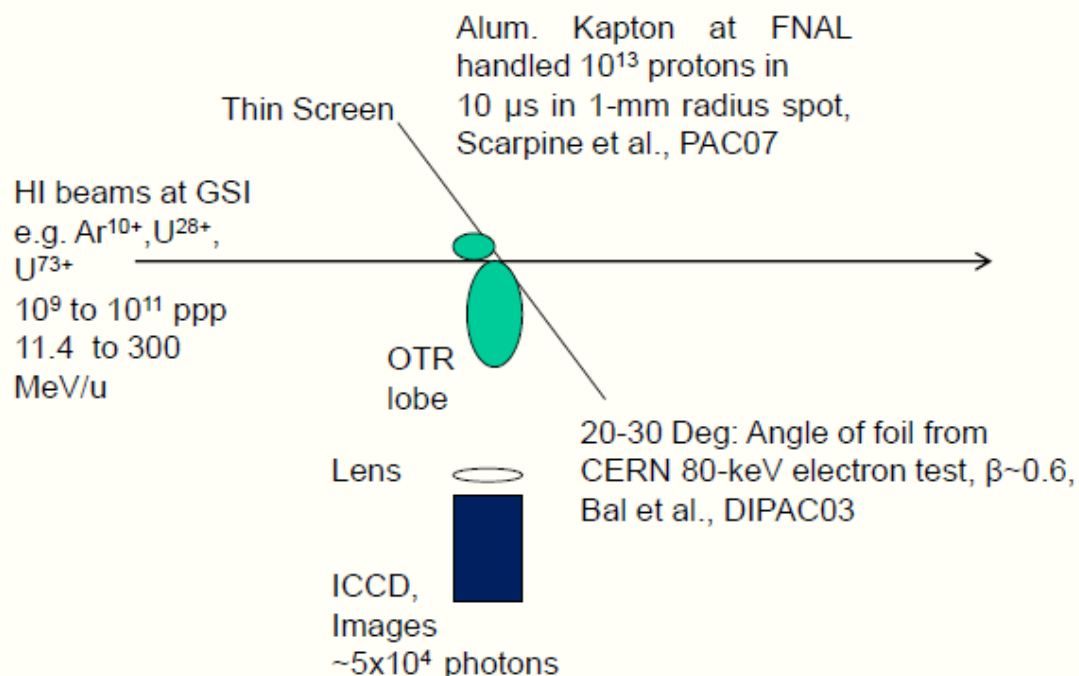 Alum. Kapton at FNAL
handled 10¹³ protons in
10 µs in 1-mm radius spot,
Scarpine et al., PAC07
Thin Screen
HI beams at GSI
e.g. Ar¹⁰⁺,U²⁸⁺,
U⁷³⁺
10⁹ to 10¹¹ ppp
11.4 to 300
MeV/u
OTR
lobe
20-30 Deg: Angle of foil from
CERN 80-keV electron test, β~0.6,
Bal et al., DIPAC03
Lens
ICCD,
Images
~5x10⁴ photons